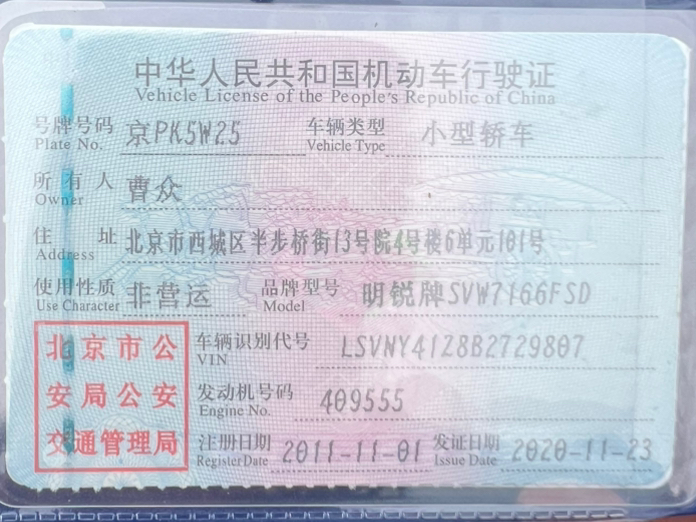 中华人民共和国机动车行驶证
Vehicle License of the People's Republic of China
号牌号码 京PK5W25 车辆类型 小型轿车
Plate No. Vehicle Type
所有人 曹众
Owner
住址 北京市西城区半步桥街13号院4号楼6单元101号
Address
使用性质 非营运 品牌型号 明锐牌SVW7166FSD
Use Character Model
北京市公安局公安交通管理局
车辆识别代号 LSVNY41Z8B2729807
VIN
发动机号码 409555
Engine No.
注册日期 2011-11-01 发证日期 2020-11-23
Register Date Issue Date